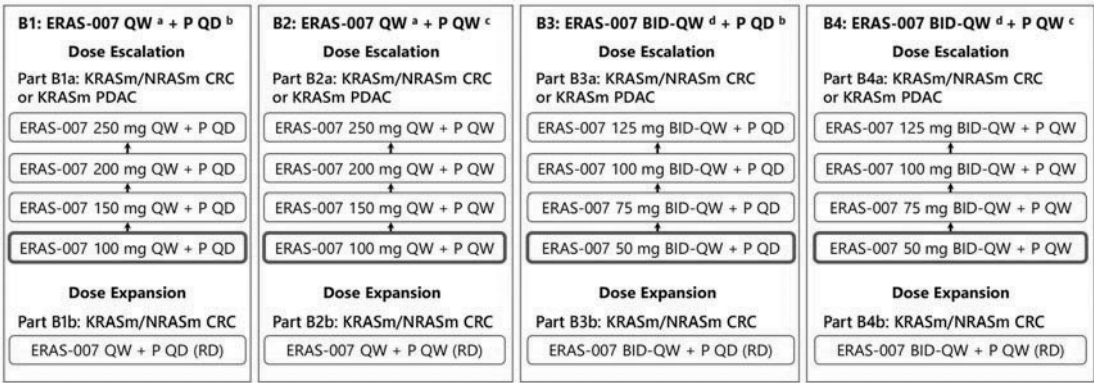 B1: ERAS-007 QW ᵃ + P QD ᵇ
Dose Escalation
Part B1a: KRASm/NRASm CRC
or KRASm PDAC
ERAS-007 250 mg QW + P QD
ERAS-007 200 mg QW + P QD
ERAS-007 150 mg QW + P QD
ERAS-007 100 mg QW + P QD
Dose Expansion
Part B1b: KRASm/NRASm CRC
ERAS-007 QW + P QD (RD)
B2: ERAS-007 QW ᵃ + P QW ᶜ
Dose Escalation
Part B2a: KRASm/NRASm CRC
or KRASm PDAC
ERAS-007 250 mg QW + P QW
ERAS-007 200 mg QW + P QW
ERAS-007 150 mg QW + P QW
ERAS-007 100 mg QW + P QW
Dose Expansion
Part B2b: KRASm/NRASm CRC
ERAS-007 QW + P QW (RD)
B3: ERAS-007 BID-QW ᵈ + P QD ᵇ
Dose Escalation
Part B3a: KRASm/NRASm CRC
or KRASm PDAC
ERAS-007 125 mg BID-QW + P QD
ERAS-007 100 mg BID-QW + P QD
ERAS-007 75 mg BID-QW + P QD
ERAS-007 50 mg BID-QW + P QD
Dose Expansion
Part B3b: KRASm/NRASm CRC
ERAS-007 BID-QW + P QD (RD)
B4: ERAS-007 BID-QW ᵈ + P QW ᶜ
Dose Escalation
Part B4a: KRASm/NRASm CRC
or KRASm PDAC
ERAS-007 125 mg BID-QW + P QW
ERAS-007 100 mg BID-QW + P QW
ERAS-007 75 mg BID-QW + P QW
ERAS-007 50 mg BID-QW + P QW
Dose Expansion
Part B4b: KRASm/NRASm CRC
ERAS-007 BID-QW + P QW (RD)